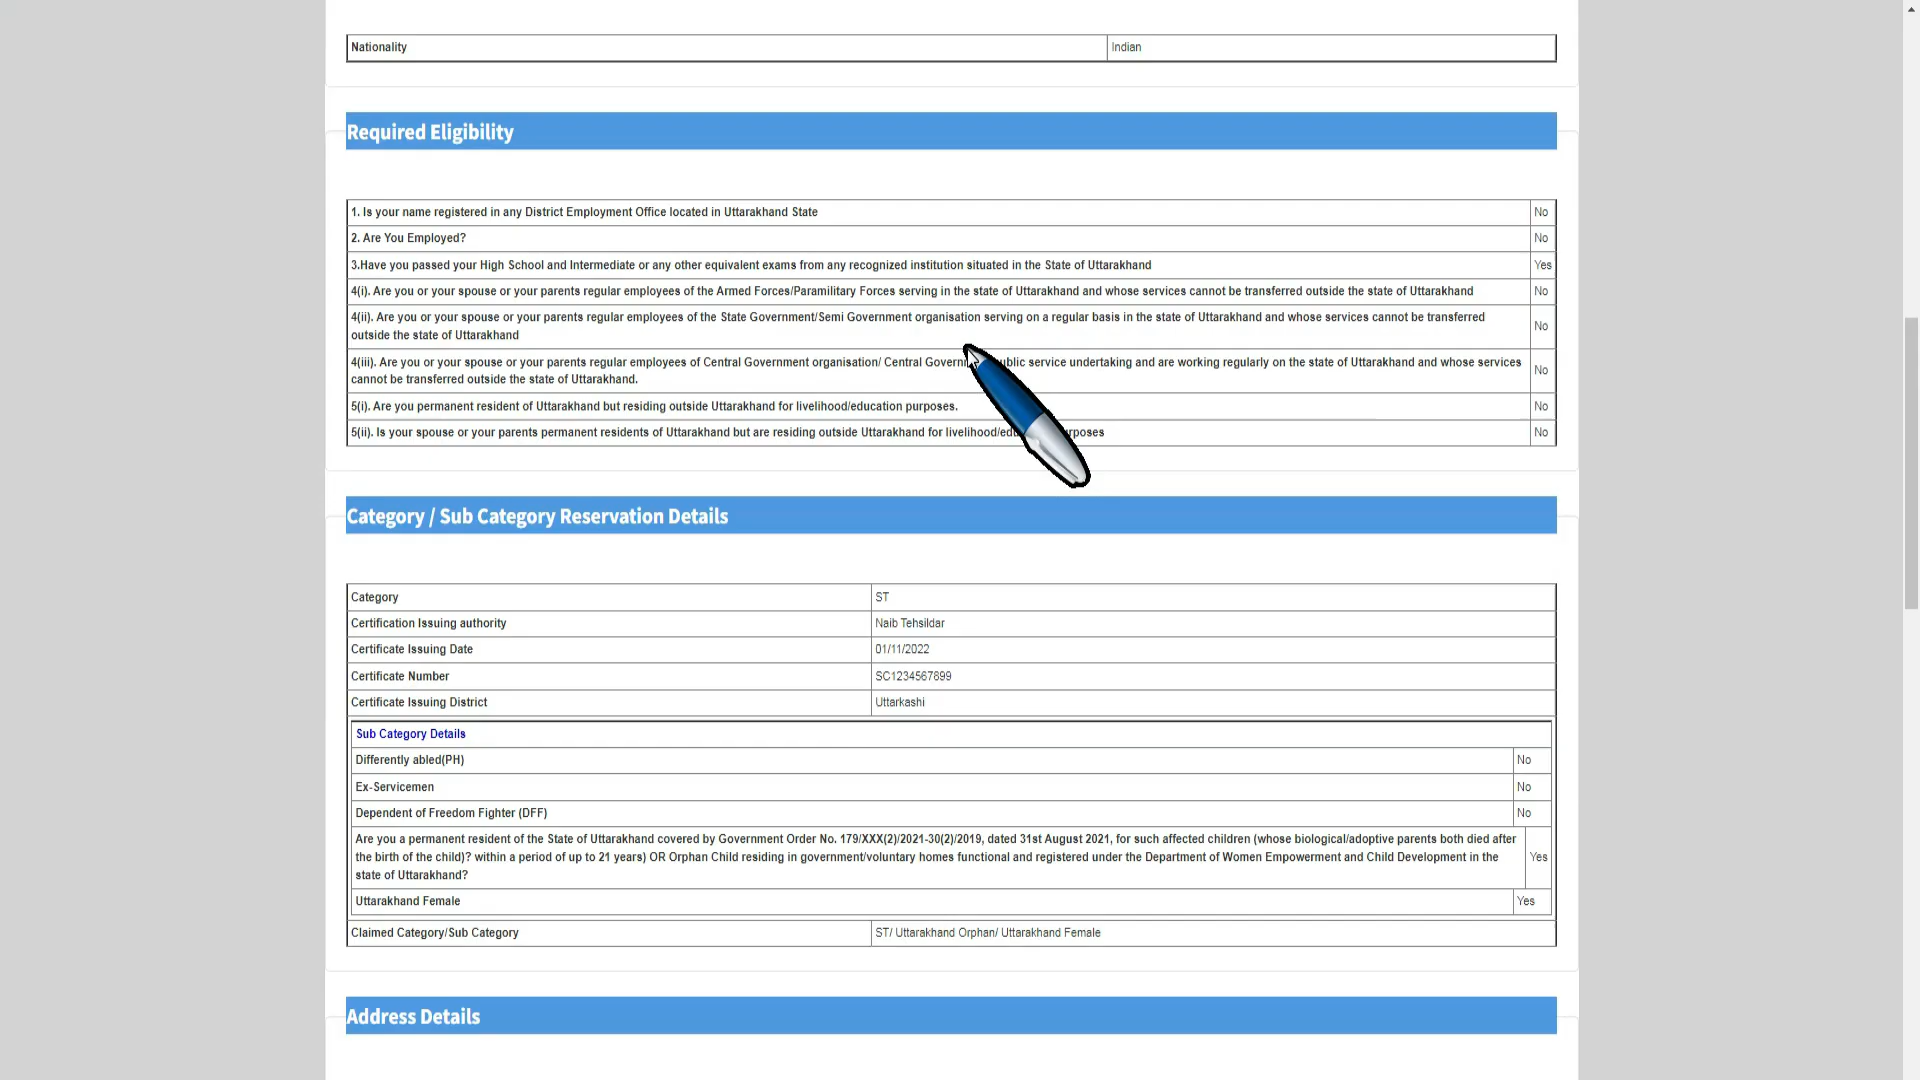 Nationality Indian
Required Eligibility
1. Is your name registered in any District Employment Office located in Uttarakhand State No
2. Are You Employed? No
3.Have you passed your High School and Intermediate or any other equivalent exams from any recognized institution situated in the State of Uttarakhand Yes
4(i). Are you or your spouse or your parents regular employees of the Armed Forces/Paramilitary Forces serving in the state of Uttarakhand and whose services cannot be transferred outside the state of Uttarakhand No
4(ii). Are you or your spouse or your parents regular employees of the State Government/Semi Government organisation serving on a regular basis in the state of Uttarakhand and whose services cannot be transferred
outside the state of Uttarakhand No
4(iii). Are you or your spouse or your parents regular employees of Central Government organisation/ Central service undertaking and are working regularly on the state of Uttarakhand and whose services
cannot be transferred outside the state of Uttarakhand. No
5(i). Are you permanent resident of Uttarakhand but residing outside Uttarakhand for livelihood/education purposes. No
5(ii). Is your spouse or your parents permanent residents of Uttarakhand but are residing outside Uttarakhand for No
Category / Sub Category Reservation Details
Category ST
Certification Issuing authority Naib Tehsildar
Certificate Issuing Date 01/11/2022
Certificate Number SC1234567899
Certificate Issuing District Uttarkashi
Sub Category Details
Differently abled(PH) No
Ex-Servicemen No
Dependent of Freedom Fighter (DFF) No
Are you a permanent resident of the State of Uttarakhand covered by Government Order No. 179/XXX(2)/2021-30(2)/2019, dated 31st August 2021, for such affected children (whose biological/adoptive parents both died after
the birth of the child)? within a period of up to 21 years) OR Orphan Child residing in government/voluntary homes functional and registered under the Department of Women Empowerment and Child Development in the
state of Uttarakhand? Yes
Uttarakhand Female Yes
Claimed Category/Sub Category ST/ Uttarakhand Orphan/ Uttarakhand Female
Address Details